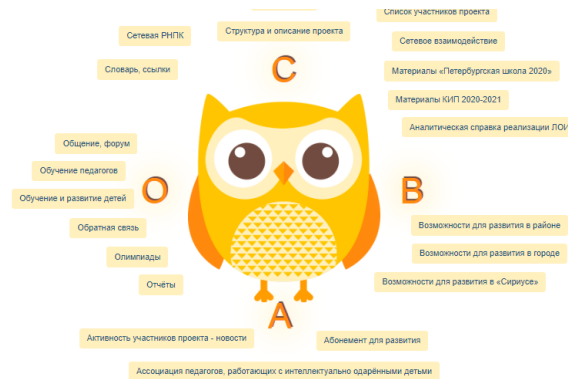 Список участников проекта
Структура и описание проекта
Сетевая РНПК
Сетевое взаимодействие
С
Словарь, ссылки
Материалы «Петербургская школа 2020»
Материалы КИП 2020-2021
Аналитическая справка реализации ЛОИ
Общение, форум
Обучение педагогов
О
В
Обучение и развитие детей
Обратная связь
Возможности для развития в районе
Олимпиады
Возможности для развития в городе
Отчёты
Возможности для развития в «Сириусе»
А
Активность участников проекта - новости
Абонемент для развития
Ассоциация педагогов, работающих с интеллектуально одарёнными детьми